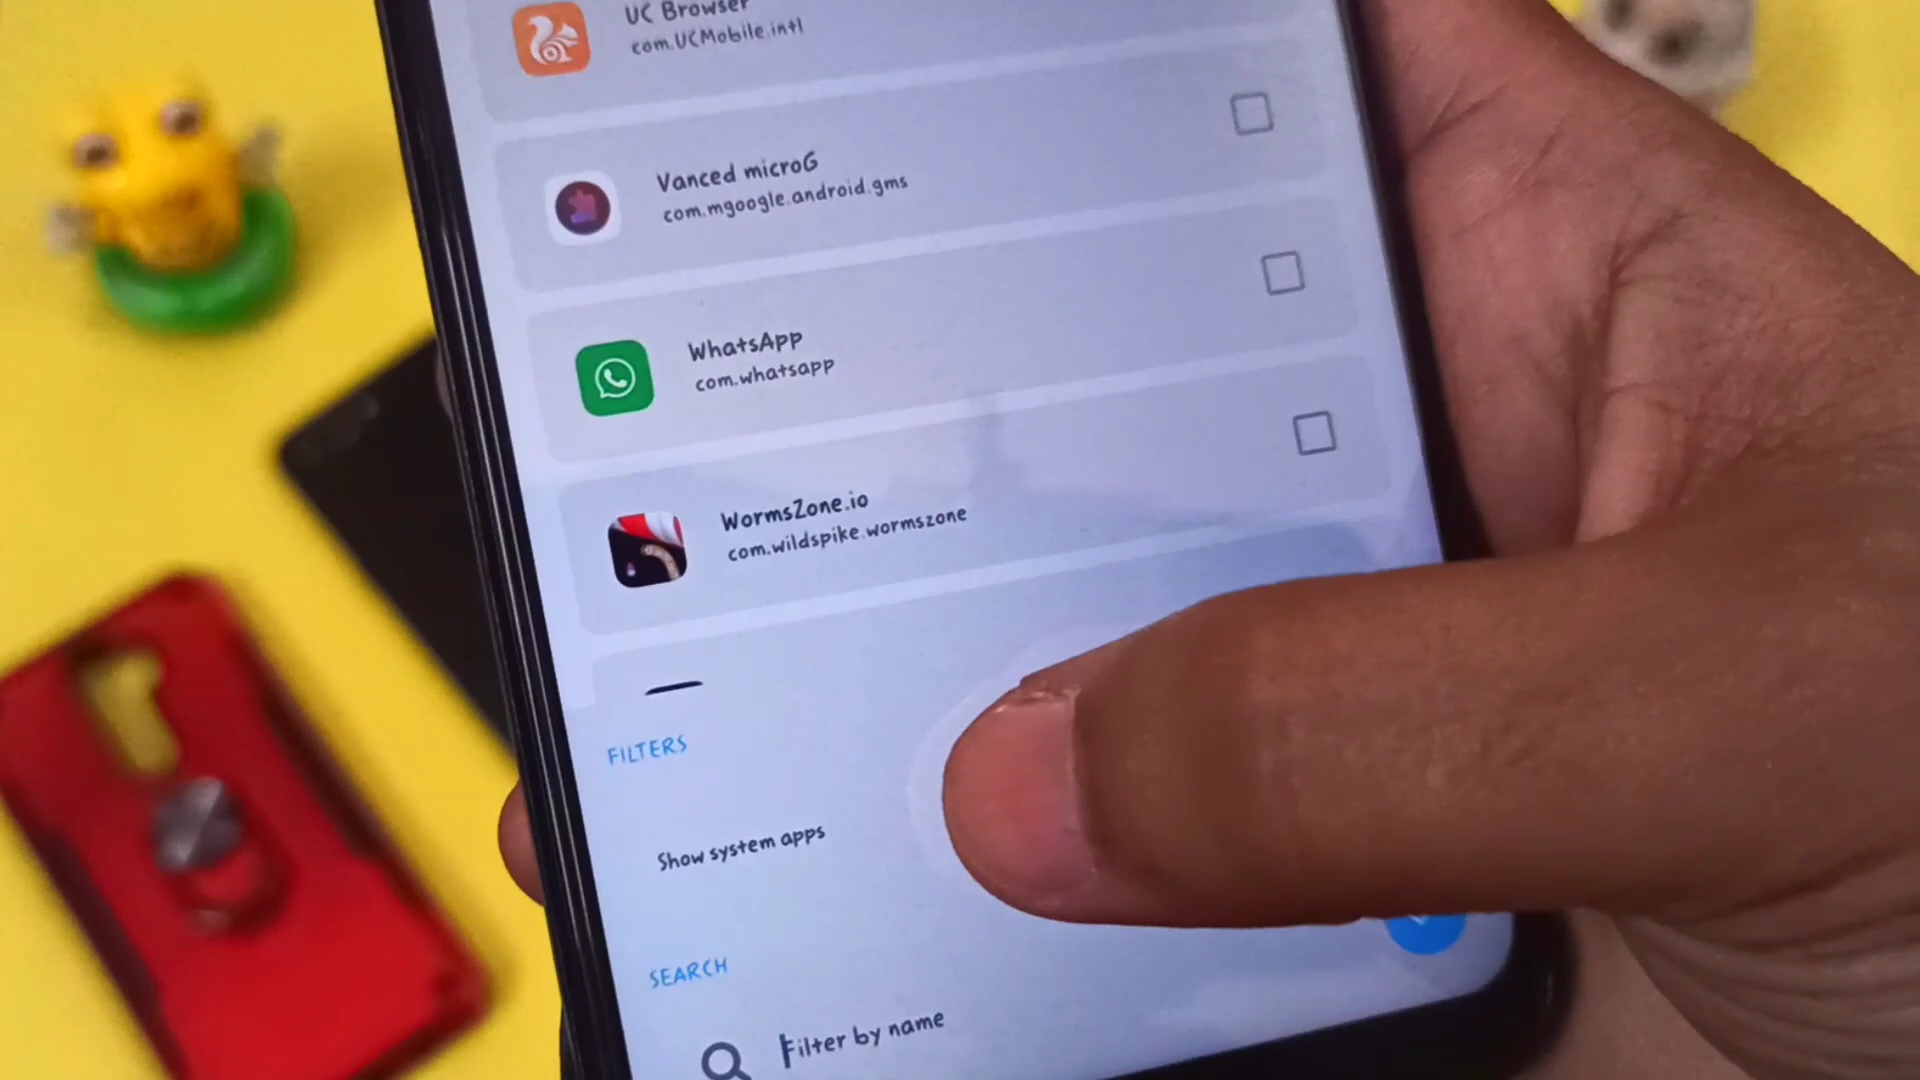 UC Browser
com.UCMobile.intl
Vanced microG
com.mgoogle.android.gms
WhatsApp
com.whatsapp
WormsZone.io
com.wildspike.wormszone
FILTERS
Show system apps
SEARCH
Filter by name